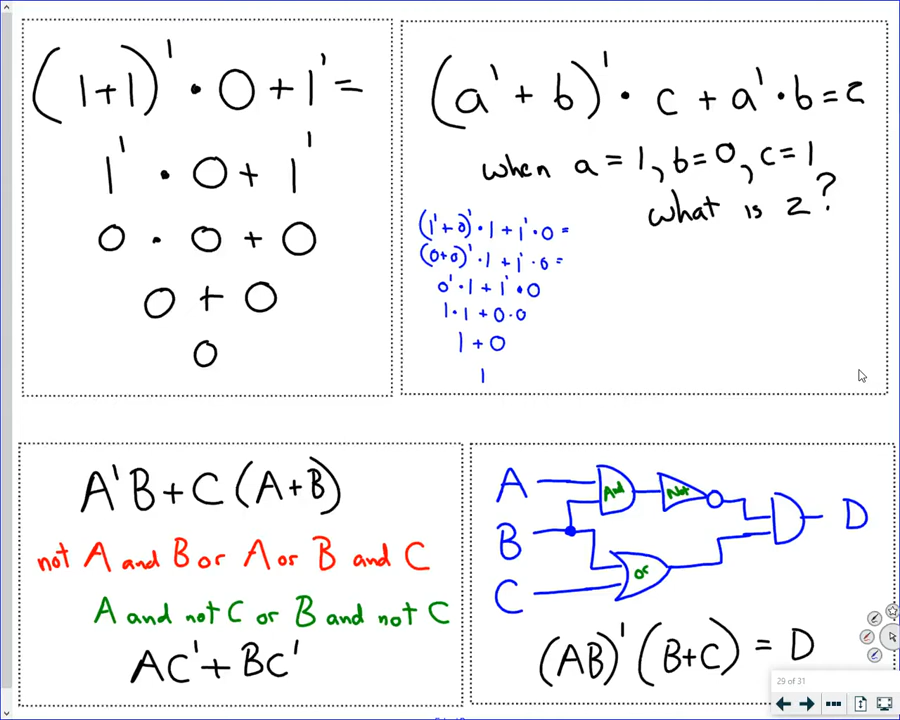 (1+1)' · 0 + 1' =
1' · 0 + 1'
0 · 0 + 0
0 + 0
0
(a' + b)' · c + a' · b = z
when a = 1, b = 0, c = 1
what is z?
(1' + 0)' · 1 + 1' · 0 =
(0+0)' · 1 + 1' · 0 =
0' · 1 + 1' · 0
1 · 1 + 0 · 0
1 + 0
1
A'B + C (A+B)
not A and B or A or B and C
A and not C or B and not C
AC' + BC'
A
And
Not
D
B
or
C
(AB)' (B+C) = D
29 of 31